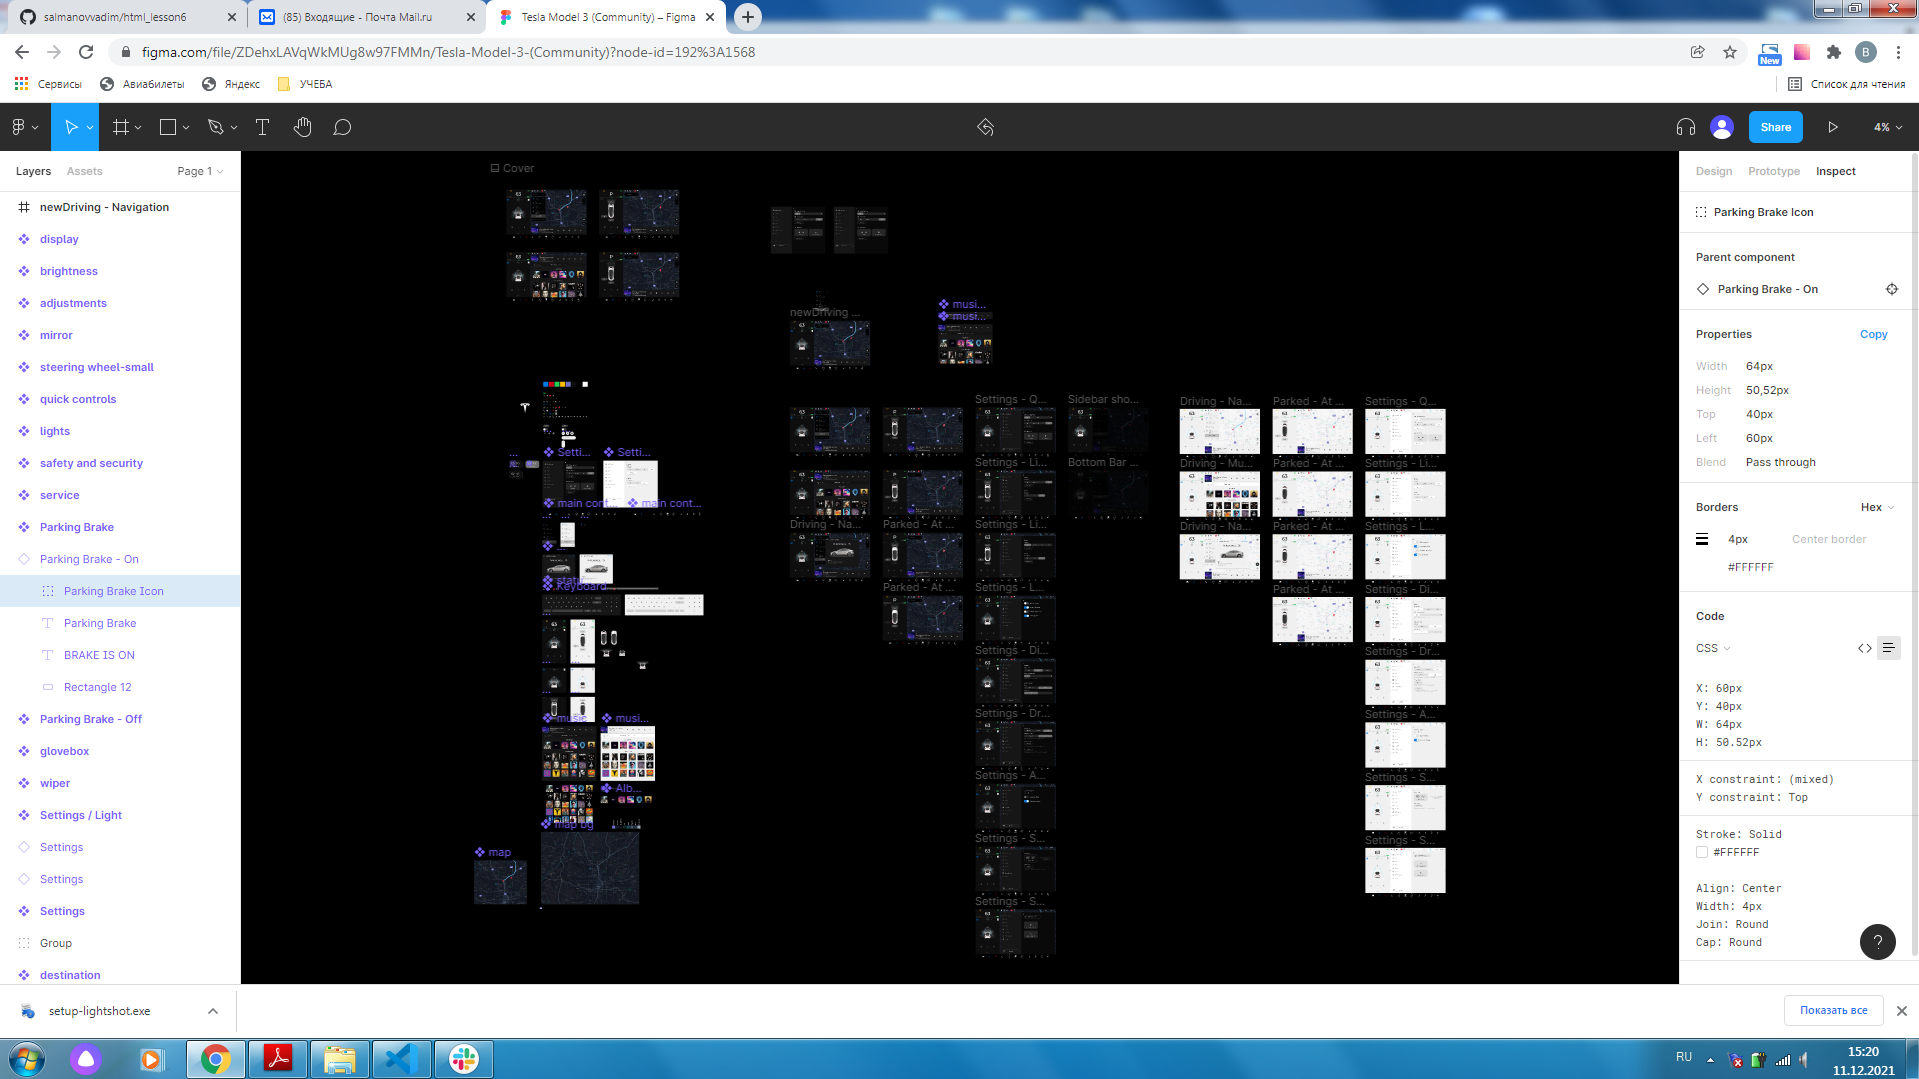 salmanovvadim/html_lesson6
(85) Входящие - Почта Mail.ru
Tesla Model 3 (Community) – Figma
figma.com/file/ZDehxLAVqWkMUg8w97FMMn/Tesla-Model-3-(Community)?node-id=192%3A1568
New
В
Сервисы
Авиабилеты
Яндекс
УЧЕБА
Список для чтения
Share
4%
Layers
Assets
Page 1
newDriving - Navigation
display
brightness
adjustments
mirror
steering wheel-small
quick controls
lights
safety and security
service
Parking Brake
Parking Brake - On
Parking Brake Icon
Parking Brake
BRAKE IS ON
Rectangle 12
Parking Brake - Off
glovebox
wiper
Settings / Light
Settings
Settings
Settings
Group
destination
Cover
newDriving ...
musi...
musi...
Setti...
Setti...
main cont...
main cont...
Keyboard
music
musi...
Alb...
map bg
map
Driving - Na...
Parked - At ...
Parked - At ...
Settings - Q...
Settings - Li...
Settings - Li...
Settings - L...
Settings - Di...
Settings - Dr...
Settings - A...
Settings - S...
Settings - S...
Sidebar sho...
Bottom Bar ...
Driving - Na...
Driving - Mu...
Driving - Na...
Parked - At ...
Parked - At ...
Parked - At ...
Parked - At ...
Settings - Q...
Settings - Li...
Settings - L...
Settings - Di...
Settings - Dr...
Settings - A...
Settings - S...
Settings - S...
Design
Prototype
Inspect
Parking Brake Icon
Parent component
Parking Brake - On
Properties
Copy
Width 64px
Height 50,52px
Top 40px
Left 60px
Blend Pass through
Borders
Hex
4px Center border
#FFFFFF
Code
CSS
X: 60px
Y: 40px
W: 64px
H: 50.52px
X constraint: (mixed)
Y constraint: Top
Stroke: Solid
#FFFFFF
Align: Center
Width: 4px
Join: Round
Cap: Round
?
setup-lightshot.exe
Показать все
RU
15:20
11.12.2021